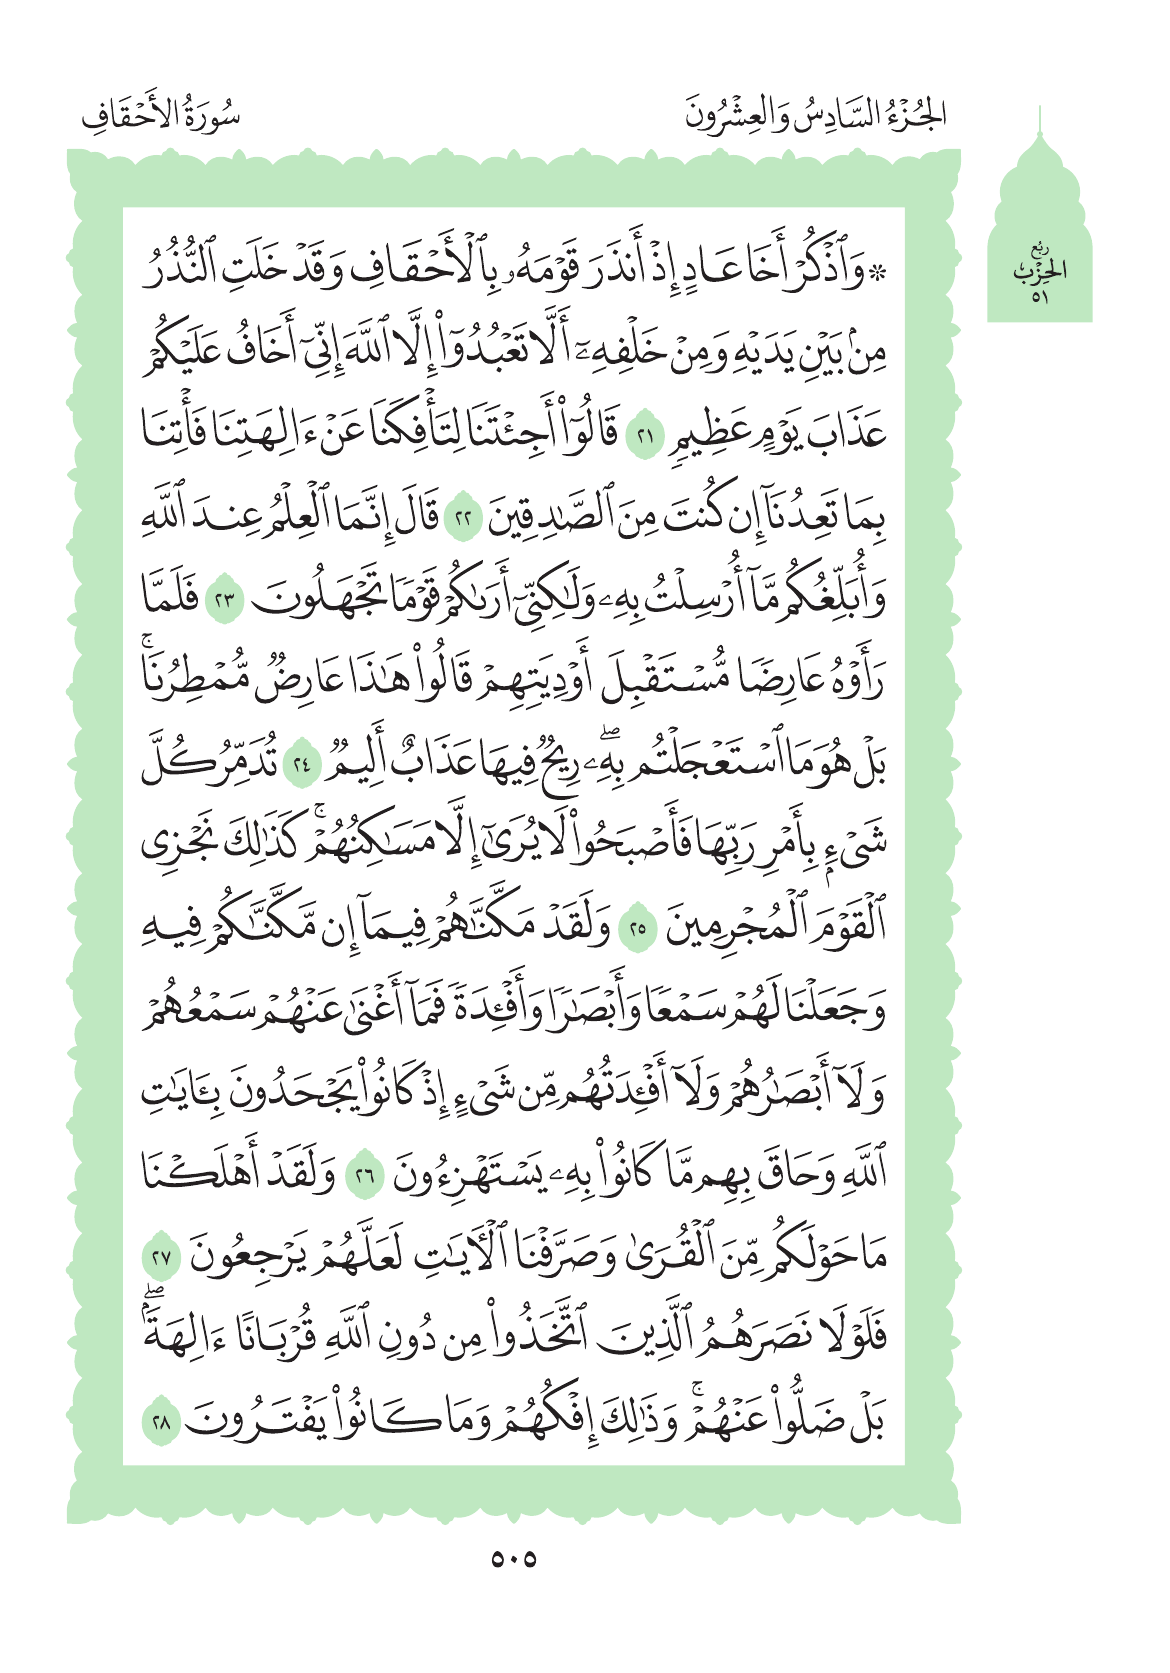 الجُزْءُ السَّادِسُ وَالعِشْرُونَ
سُورَةُ الأَحْقَافِ
ربع
الحِزْب
٥١
۞ وَٱذۡكُرۡ أَخَا عَادٍ إِذۡ أَنذَرَ قَوۡمَهُۥ بِٱلۡأَحۡقَافِ وَقَدۡ خَلَتِ ٱلنُّذُرُ
مِنۢ بَيۡنِ يَدَيۡهِ وَمِنۡ خَلۡفِهِۦٓ أَلَّا تَعۡبُدُوٓاْ إِلَّا ٱللَّهَ إِنِّيٓ أَخَافُ عَلَيۡكُمۡ
عَذَابَ يَوۡمٍ عَظِيمٖ ٢١ قَالُوٓاْ أَجِئۡتَنَا لِتَأۡفِكَنَا عَنۡ ءَالِهَتِنَا فَأۡتِنَا
بِمَا تَعِدُنَآ إِن كُنتَ مِنَ ٱلصَّٰدِقِينَ ٢٢ قَالَ إِنَّمَا ٱلۡعِلۡمُ عِندَ ٱللَّهِ
وَأُبَلِّغُكُم مَّآ أُرۡسِلۡتُ بِهِۦ وَلَٰكِنِّيٓ أَرَىٰكُمۡ قَوۡمٗا تَجۡهَلُونَ ٢٣ فَلَمَّا
رَأَوۡهُ عَارِضٗا مُّسۡتَقۡبِلَ أَوۡدِيَتِهِمۡ قَالُواْ هَٰذَا عَارِضٞ مُّمۡطِرُنَاۚ
بَلۡ هُوَ مَا ٱسۡتَعۡجَلۡتُم بِهِۦۖ رِيحٞ فِيهَا عَذَابٌ أَلِيمٞ ٢٤ تُدَمِّرُ كُلَّ
شَيۡءِۭ بِأَمۡرِ رَبِّهَا فَأَصۡبَحُواْ لَا يُرَىٰٓ إِلَّا مَسَٰكِنُهُمۡۚ كَذَٰلِكَ نَجۡزِي
ٱلۡقَوۡمَ ٱلۡمُجۡرِمِينَ ٢٥ وَلَقَدۡ مَكَّنَّٰهُمۡ فِيمَآ إِن مَّكَّنَّٰكُمۡ فِيهِ
وَجَعَلۡنَا لَهُمۡ سَمۡعٗا وَأَبۡصَٰرٗا وَأَفۡـِٔدَةٗ فَمَآ أَغۡنَىٰ عَنۡهُمۡ سَمۡعُهُمۡ
وَلَآ أَبۡصَٰرُهُمۡ وَلَآ أَفۡـِٔدَتُهُم مِّن شَيۡءٍ إِذۡ كَانُواْ يَجۡحَدُونَ بِـَٔايَٰتِ
ٱللَّهِ وَحَاقَ بِهِم مَّا كَانُواْ بِهِۦ يَسۡتَهۡزِءُونَ ٢٦ وَلَقَدۡ أَهۡلَكۡنَا
مَا حَوۡلَكُم مِّنَ ٱلۡقُرَىٰ وَصَرَّفۡنَا ٱلۡأٓيَٰتِ لَعَلَّهُمۡ يَرۡجِعُونَ ٢٧
فَلَوۡلَا نَصَرَهُمُ ٱلَّذِينَ ٱتَّخَذُواْ مِن دُونِ ٱللَّهِ قُرۡبَانًا ءَالِهَةَۢۖ
بَلۡ ضَلُّواْ عَنۡهُمۡۚ وَذَٰلِكَ إِفۡكُهُمۡ وَمَا كَانُواْ يَفۡتَرُونَ ٢٨
٥٠٥